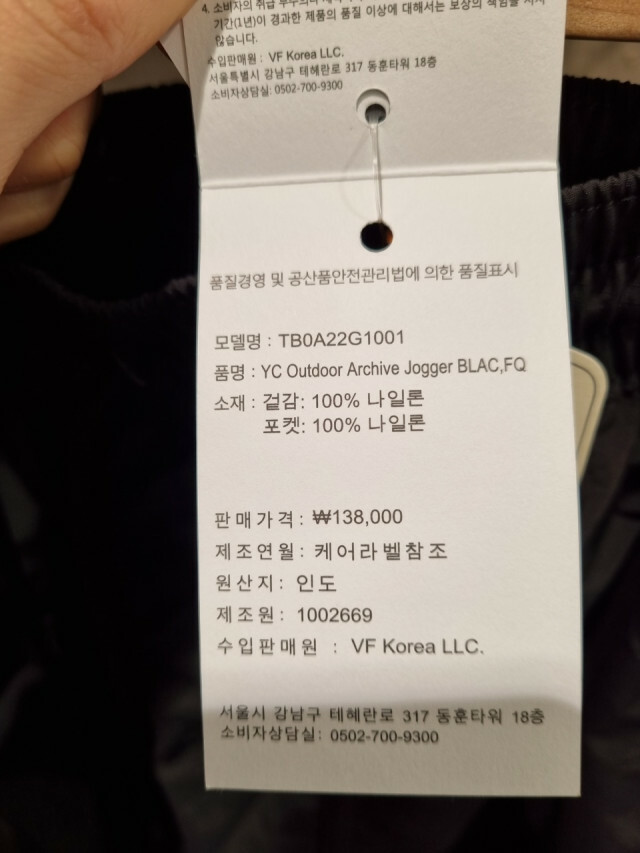 4. 소비자의 취급
기간(1년)이 경과한 제품의 품질 이상에 대해서는 보상의 책임을 지지
않습니다.
수입판매원 : VF Korea LLC.
서울특별시 강남구 테헤란로 317 동훈타워 18층
소비자상담실: 0502-700-9300
품질경영 및 공산품안전관리법에 의한 품질표시
모델명 : TB0A22G1001
품명 : YC Outdoor Archive Jogger BLAC,FQ
소재 : 겉감: 100% 나일론
포켓: 100% 나일론
판매가격 : ₩138,000
제조연월 : 케어라벨참조
원산지 : 인도
제조원 : 1002669
수입판매원 : VF Korea LLC.
서울시 강남구 테헤란로 317 동훈타워 18층
소비자상담실: 0502-700-9300